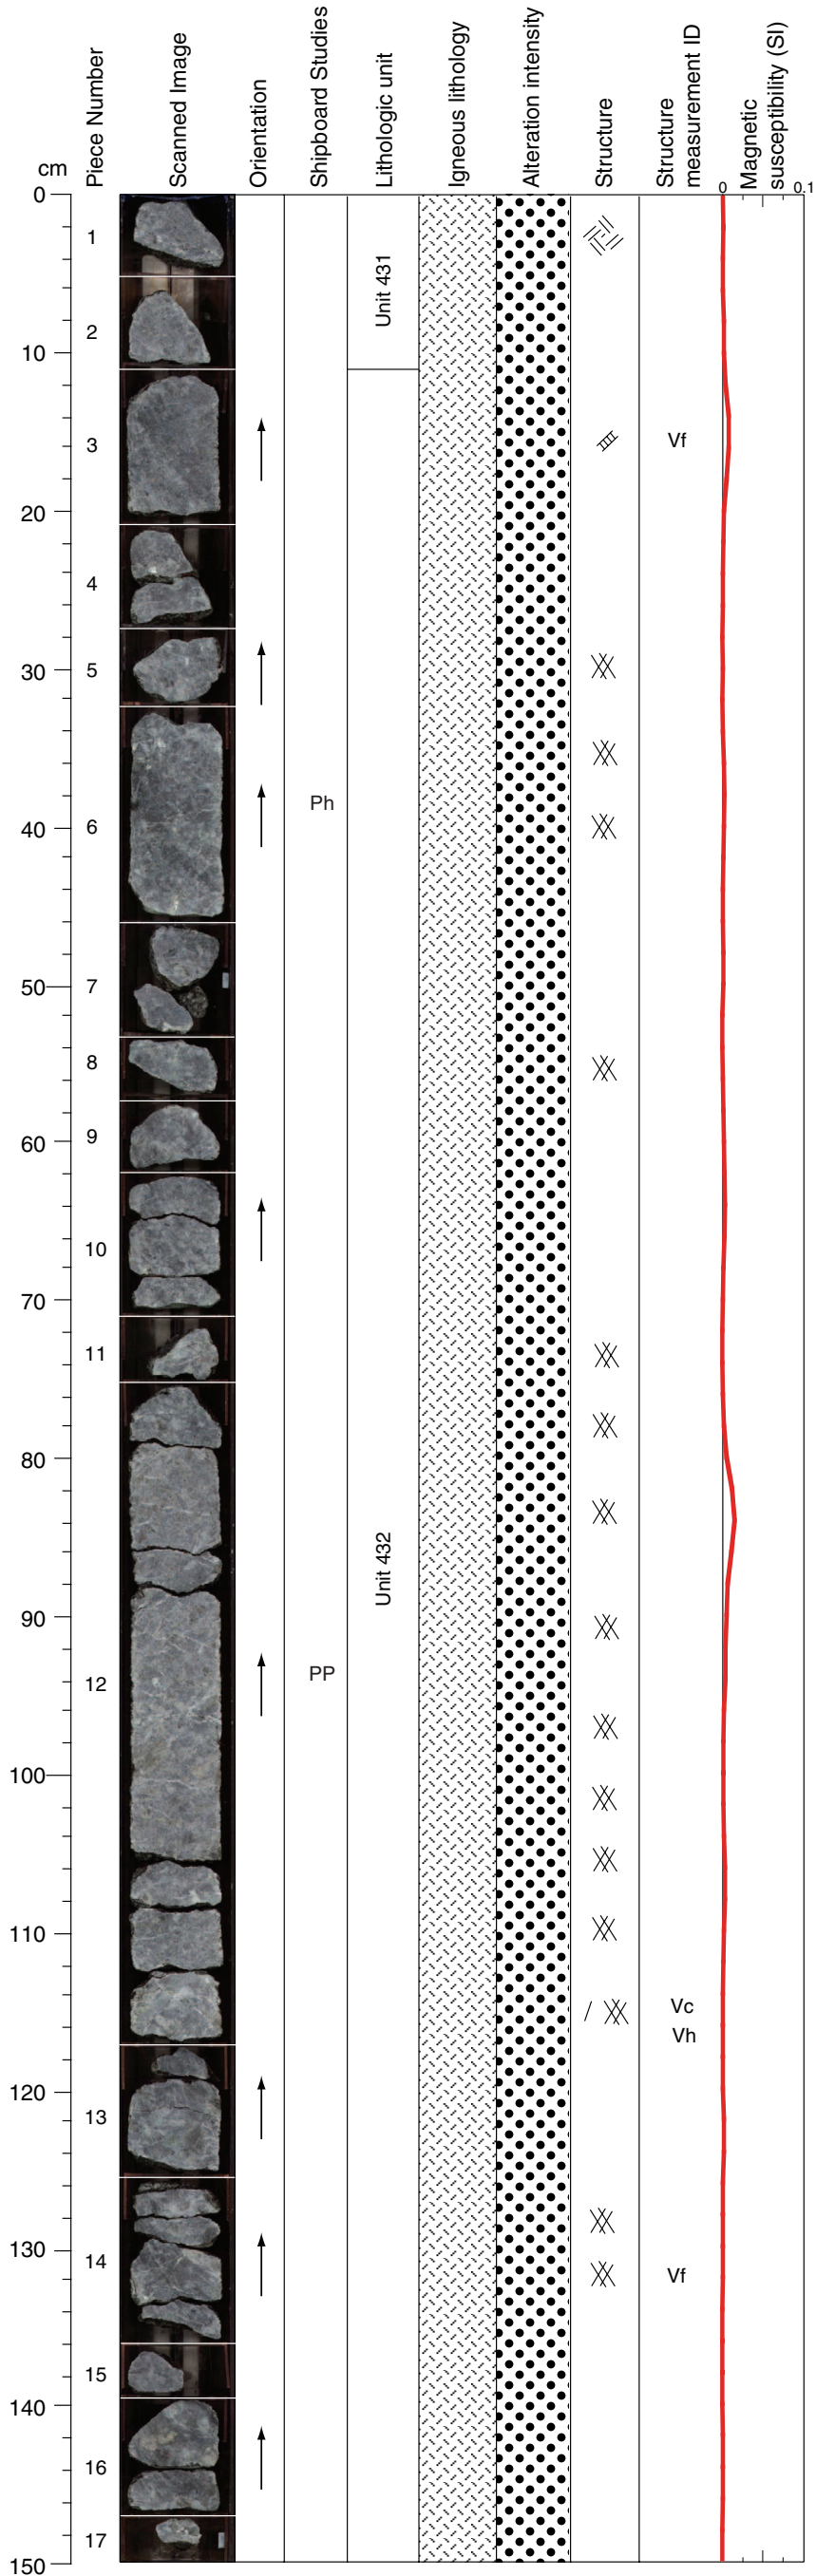 cm
Piece Number
Scanned Image
Orientation
Shipboard Studies
Lithologic unit
Igneous lithology
Alteration intensity
Structure
Structure
measurement ID
Magnetic
susceptibility (SI)
0
0.1
0
1
Unit 431
2
10
3
Vf
20
4
30
5
Ph
40
6
50
7
8
60
9
10
70
11
80
Unit 432
90
12
PP
100
110
Vc
Vh
120
13
130
14
Vf
15
140
16
17
150